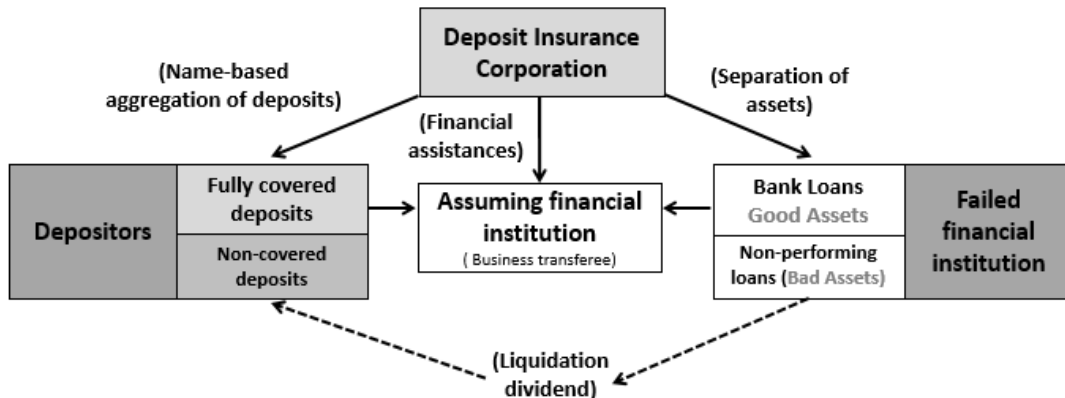 Deposit Insurance
Corporation
(Name-based
aggregation of deposits)
(Financial
assistances)
(Separation of
assets)
Depositors
Fully covered
deposits
Non-covered
deposits
Assuming financial
institution
( Business transferee)
Bank Loans
Good Assets
Non-performing
loans (Bad Assets)
Failed
financial
institution
(Liquidation
dividend)